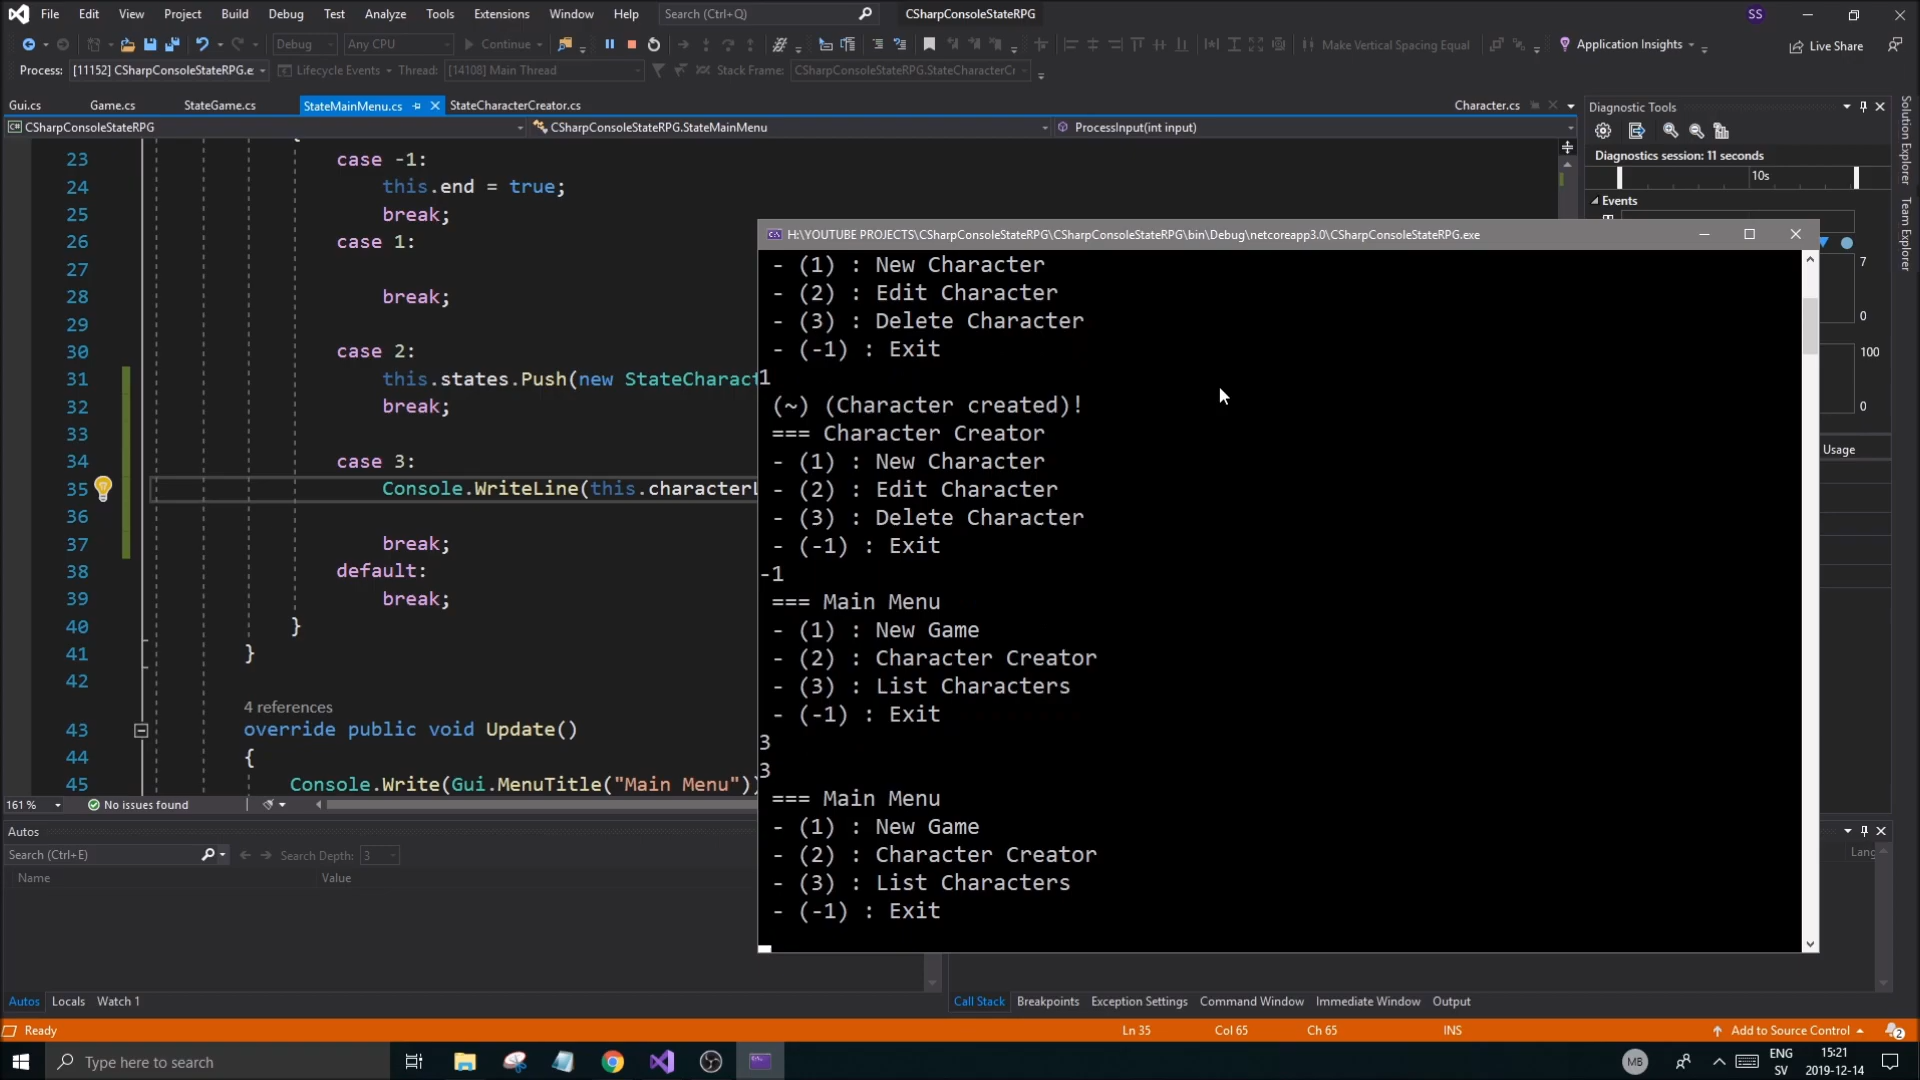 File Edit View Project Build Debug Test Analyze Tools Extensions Window Help Search (Ctrl+Q) CSharpConsoleStateRPG SS
Debug Any CPU Continue Make Vertical Spacing Equal Application Insights Live Share
Process: [11152] CSharpConsoleStateRPG.e Lifecycle Events Thread: [14108] Main Thread Stack Frame: CSharpConsoleStateRPG.StateCharacterCr
Gui.cs Game.cs StateGame.cs StateMainMenu.cs StateCharacterCreator.cs Character.cs
CSharpConsoleStateRPG CSharpConsoleStateRPG.StateMainMenu ProcessInput(int input)
23 case -1:
24 this.end = true;
25 break;
26 case 1:
27
28 break;
29
30 case 2:
31 this.states.Push(new StateCharact
32 break;
33
34 case 3:
35 Console.WriteLine(this.characterL
36
37 break;
38 default:
39 break;
40 }
41 }
42
4 references
43 override public void Update()
44 {
45 Console.Write(Gui.MenuTitle("Main Menu"))
161 % No issues found
H:\YOUTUBE PROJECTS\CSharpConsoleStateRPG\CSharpConsoleStateRPG\bin\Debug\netcoreapp3.0\CSharpConsoleStateRPG.exe
- (1) : New Character
- (2) : Edit Character
- (3) : Delete Character
- (-1) : Exit
1
(~) (Character created)!
=== Character Creator
- (1) : New Character
- (2) : Edit Character
- (3) : Delete Character
- (-1) : Exit
-1
=== Main Menu
- (1) : New Game
- (2) : Character Creator
- (3) : List Characters
- (-1) : Exit
3
3
=== Main Menu
- (1) : New Game
- (2) : Character Creator
- (3) : List Characters
- (-1) : Exit
Diagnostic Tools
Diagnostics session: 11 seconds
10s
Events
7
0
100
0
Usage
Solution Explorer
Team Explorer
Autos
Search (Ctrl+E) Search Depth: 3
Name Value
Lang
Autos Locals Watch 1
Call Stack Breakpoints Exception Settings Command Window Immediate Window Output
Ready Ln 35 Col 65 Ch 65 INS Add to Source Control 2
Type here to search MB ENG SV 15:21 2019-12-14